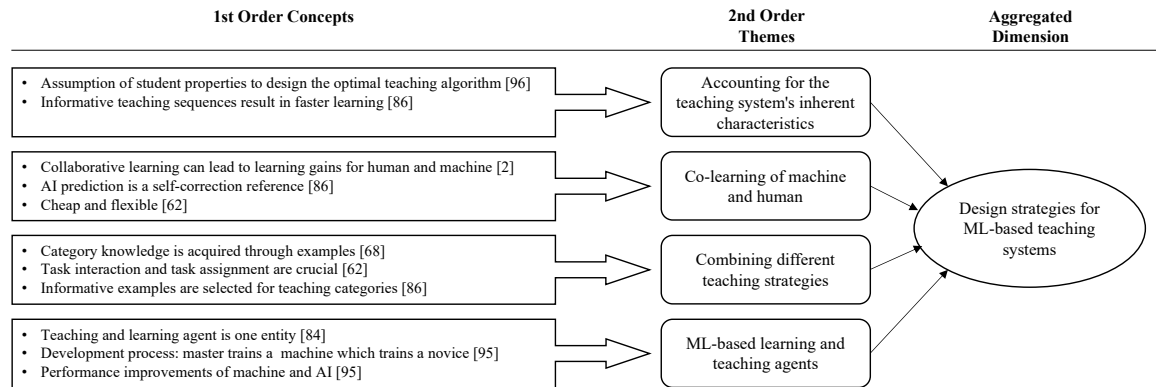 1st Order Concepts
2nd Order
Themes
Aggregated
Dimension
• Assumption of student properties to design the optimal teaching algorithm [96]
• Informative teaching sequences result in faster learning [86]
Accounting for the
teaching system's inherent
characteristics
• Collaborative learning can lead to learning gains for human and machine [2]
• AI prediction is a self-correction reference [86]
• Cheap and flexible [62]
Co-learning of machine
and human
• Category knowledge is acquired through examples [68]
• Task interaction and task assignment are crucial [62]
• Informative examples are selected for teaching categories [86]
Combining different
teaching strategies
• Teaching and learning agent is one entity [84]
• Development process: master trains a machine which trains a novice [95]
• Performance improvements of machine and AI [95]
ML-based learning and
teaching agents
Design strategies for
ML-based teaching
systems